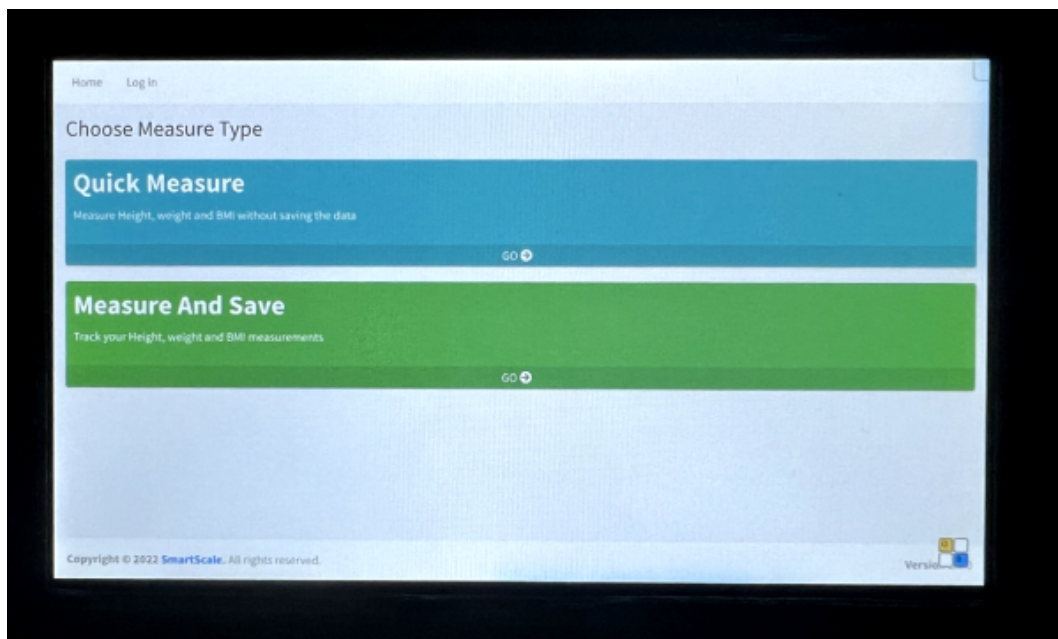 Home Log in
Choose Measure Type
Quick Measure
Measure Height, weight and BMI without saving the data
GO
Measure And Save
Track your Height, weight and BMI measurements
GO
Copyright © 2022 SmartScale. All rights reserved.